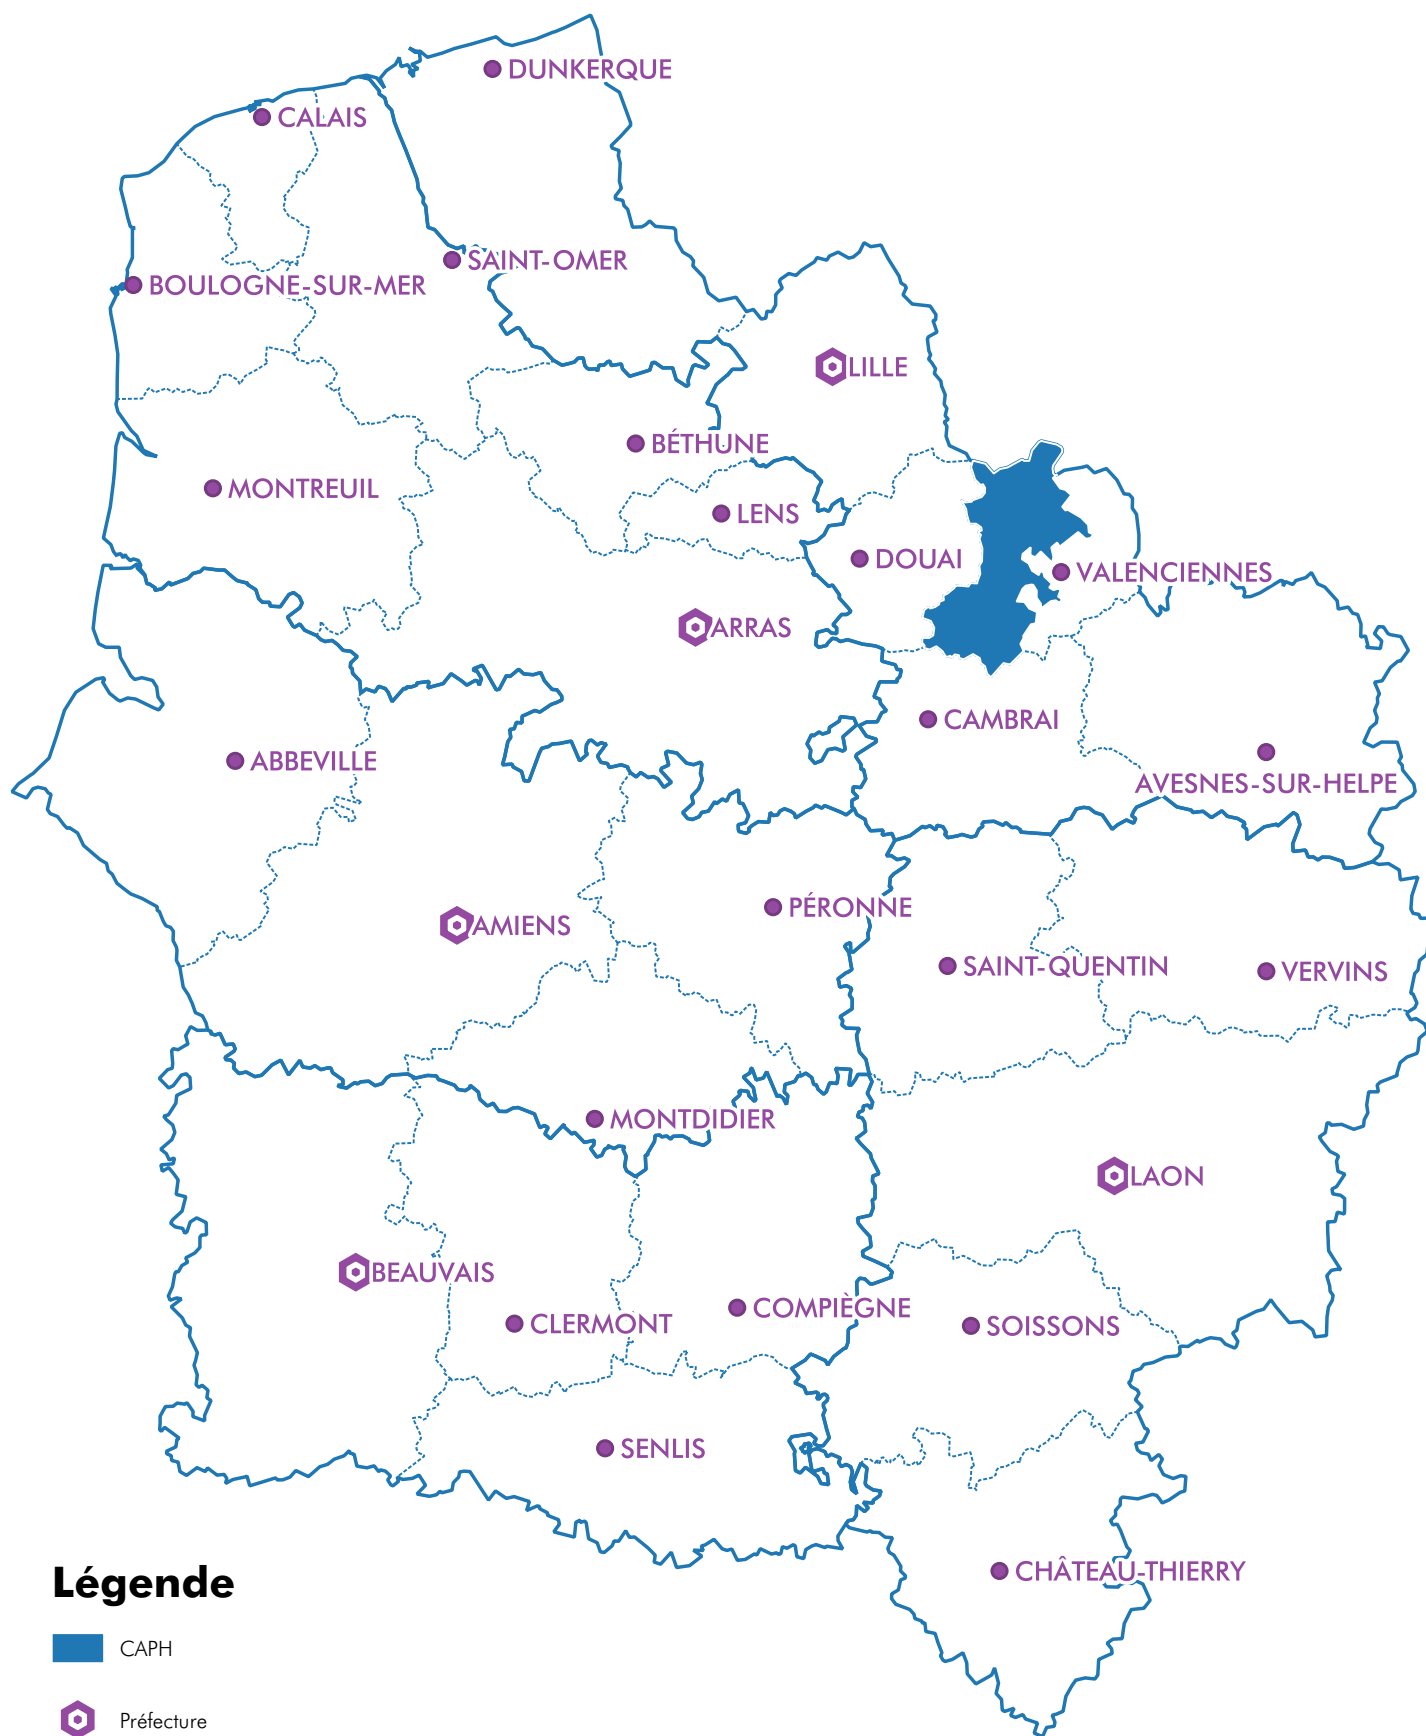 DUNKERQUE
CALAIS
SAINT-OMER
BOULOGNE-SUR-MER
LILLE
BÉTHUNE
MONTREUIL
LENS
DOUAI
VALENCIENNES
ARRAS
CAMBRAI
ABBEVILLE
AVESNES-SUR-HELPE
PÉRONNE
AMIENS
SAINT-QUENTIN
VERVINS
MONTDIDIER
LAON
BEAUVAIS
COMPIÈGNE
CLERMONT
SOISSONS
SENLIS
CHÂTEAU-THIERRY
Légende
CAPH
Préfecture